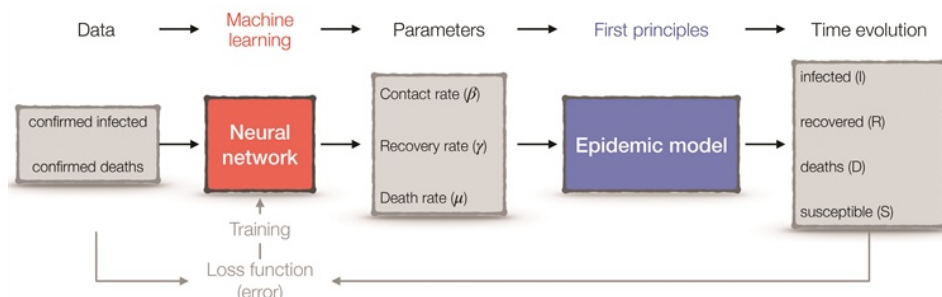 Data
Machine
learning
Parameters
First principles
Time evolution
confirmed infected
confirmed deaths
Neural
network
Contact rate (β)
Recovery rate (γ)
Death rate (μ)
Epidemic model
infected (I)
recovered (R)
deaths (D)
susceptible (S)
Training
Loss function
(error)